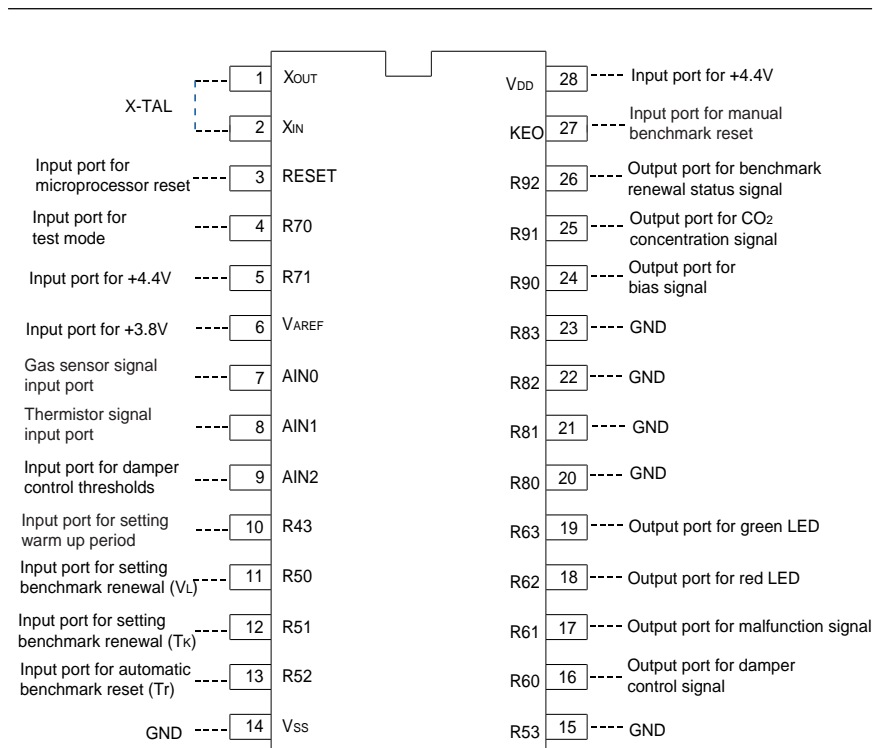 X-TAL
1 XOUT
2 XIN
Input port for
microprocessor reset
3 RESET
Input port for
test mode
4 R70
Input port for +4.4V
5 R71
Input port for +3.8V
6 VAREF
Gas sensor signal
input port
7 AIN0
Thermistor signal
input port
8 AIN1
Input port for damper
control thresholds
9 AIN2
Input port for setting
warm up period
10 R43
Input port for setting
benchmark renewal (VL)
11 R50
Input port for setting
benchmark renewal (TK)
12 R51
Input port for automatic
benchmark reset (Tr)
13 R52
GND 14 VSS
VDD 28 Input port for +4.4V
KEO 27
Input port for manual
benchmark reset
R92 26
Output port for benchmark
renewal status signal
R91 25
Output port for CO2
concentration signal
R90 24
Output port for
bias signal
R83 23 GND
R82 22 GND
R81 21 GND
R80 20 GND
R63 19 Output port for green LED
R62 18 Output port for red LED
R61 17 Output port for malfunction signal
R60 16
Output port for damper
control signal
R53 15 GND